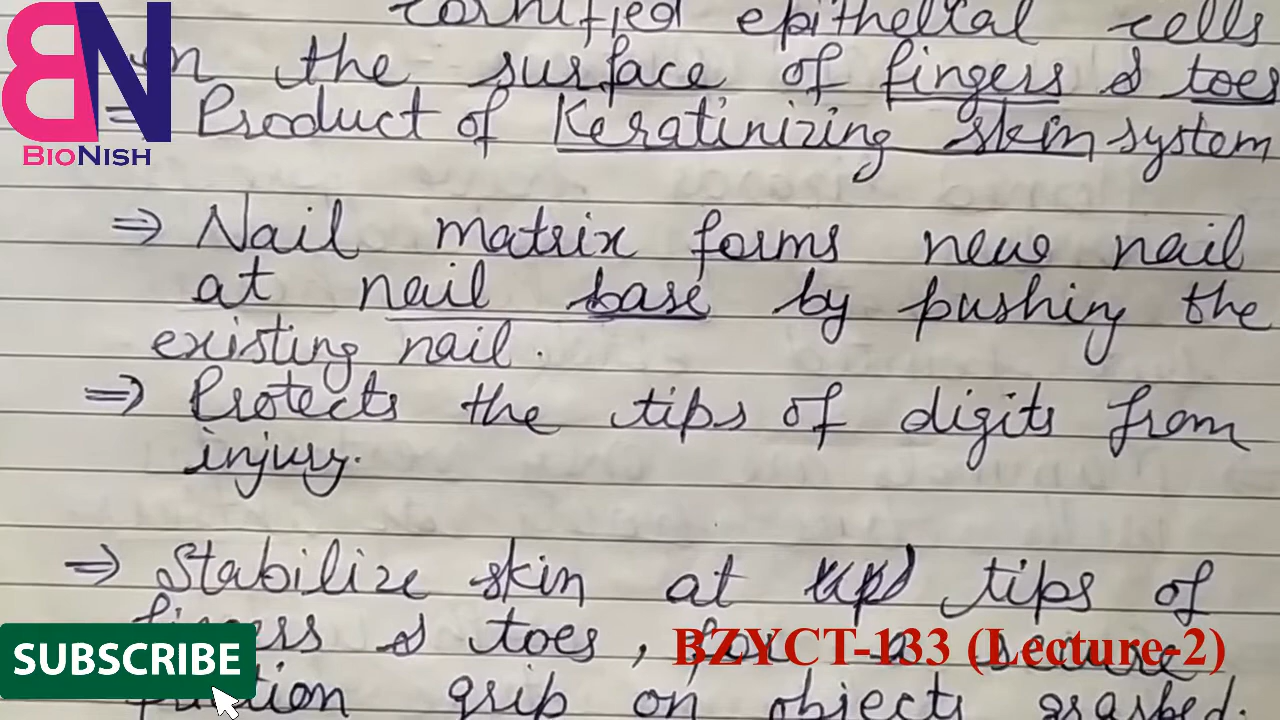 cornified epithelial cells
on the surface of fingers & toes
⇒ Product of Keratinizing skin system
BN
BIONISH
⇒ Nail matrix forms new nail
at nail base by pushing the
existing nail.
⇒ Protects the tips of digits from
injury.
⇒ Stabilize skin at tips of
fingers & toes, for a secure
BZYCT-133 (Lecture-2)
SUBSCRIBE
grip on objects grasped.